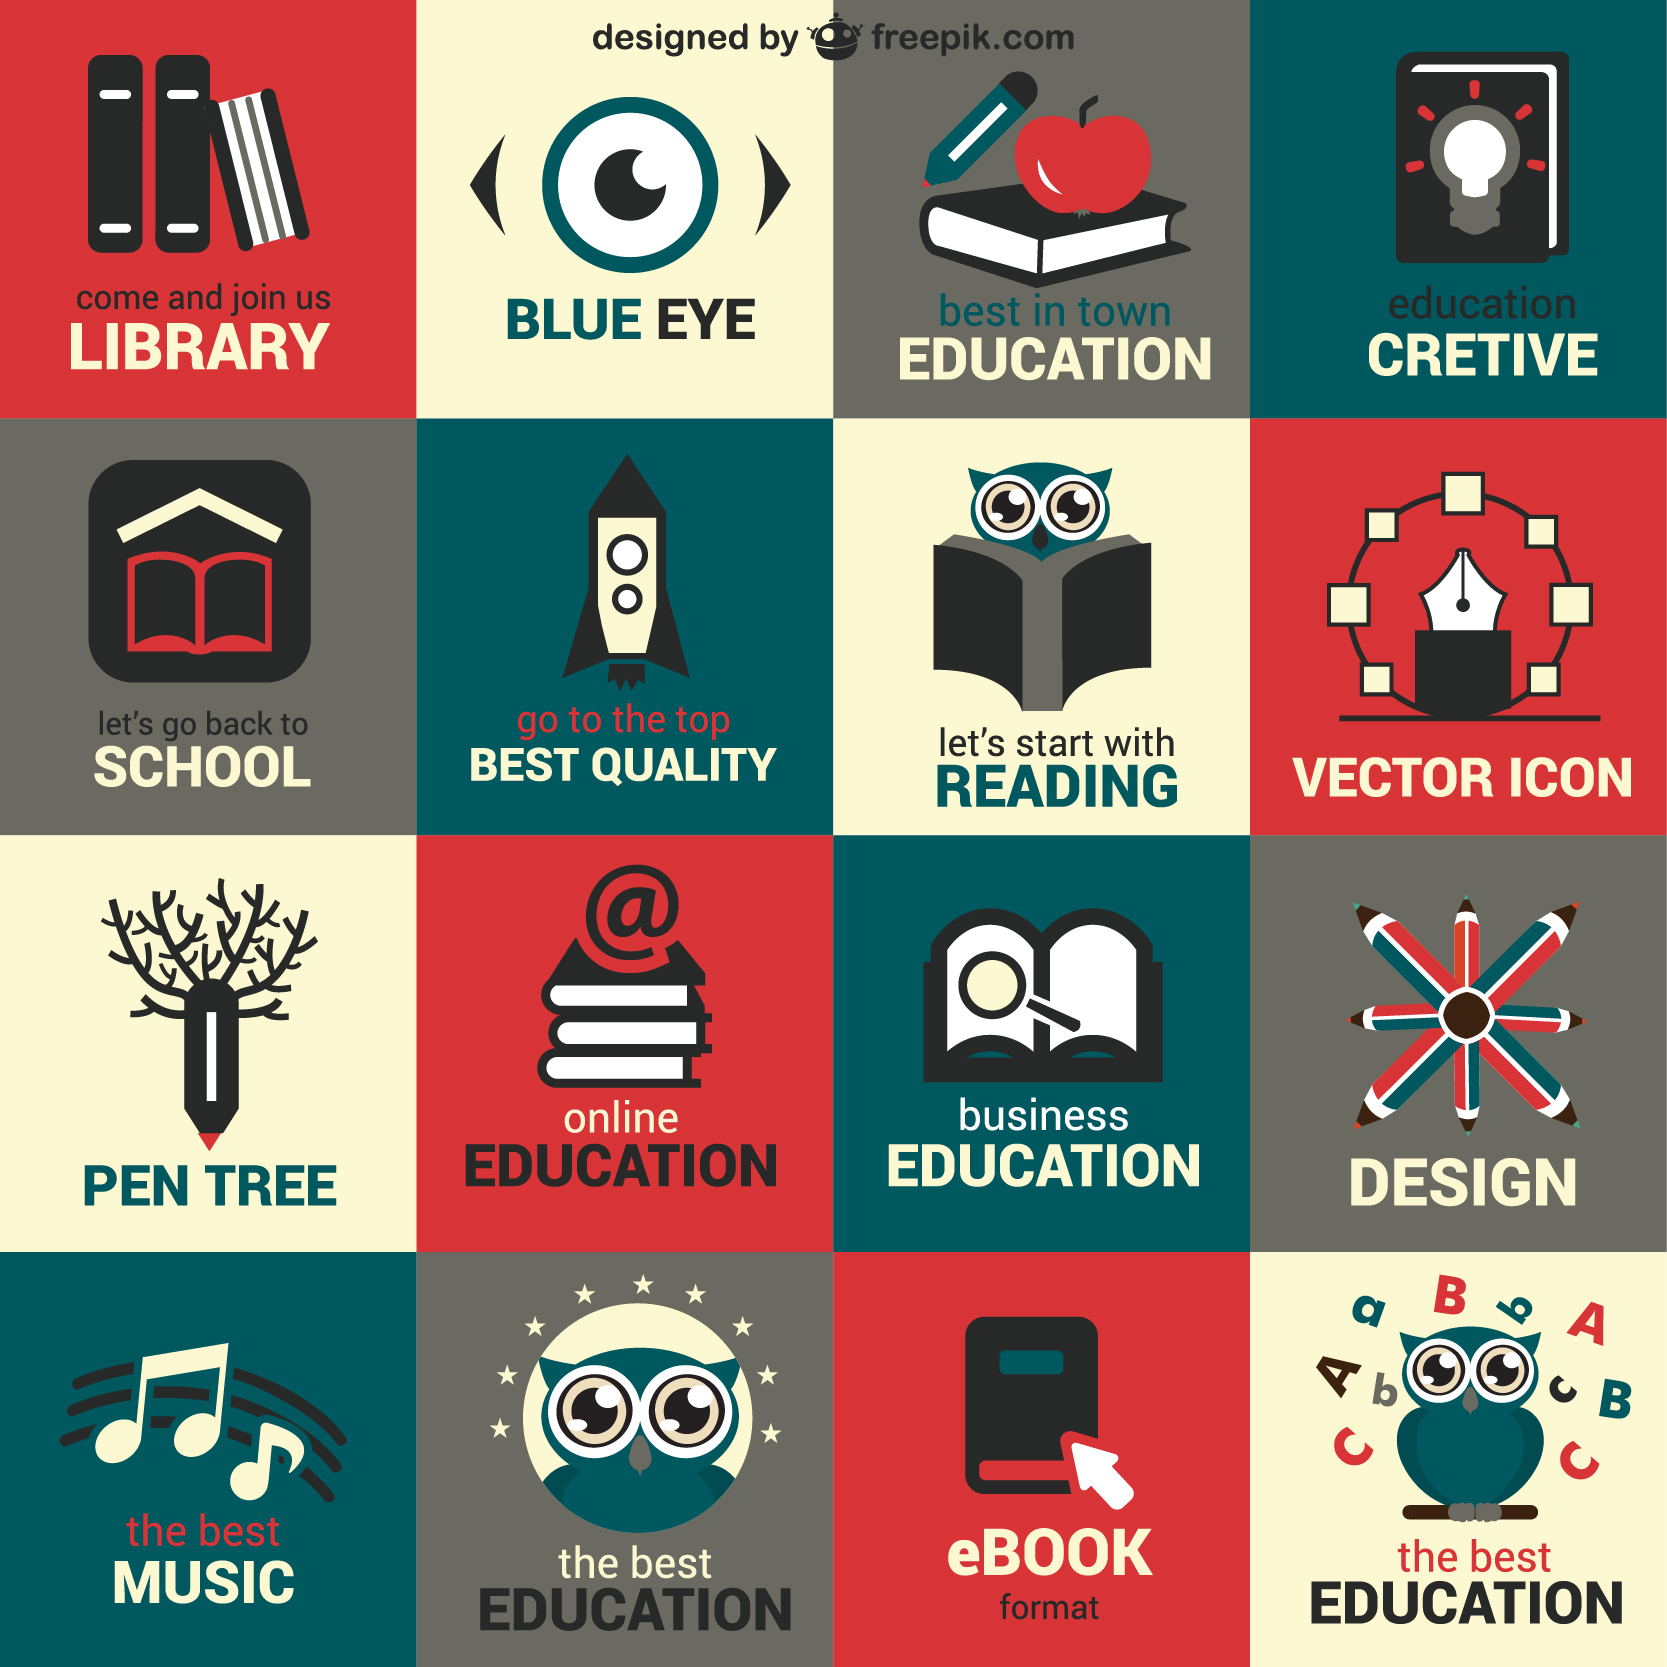 designed by freepik.com
come and join us
LIBRARY
BLUE EYE
best in town
EDUCATION
education
CRETIVE
let's go back to
SCHOOL
go to the top
BEST QUALITY
let's start with
READING
VECTOR ICON
PEN TREE
@
online
EDUCATION
business
EDUCATION
DESIGN
the best
MUSIC
the best
EDUCATION
eBOOK
format
a B b A
A b c B
c c
the best
EDUCATION